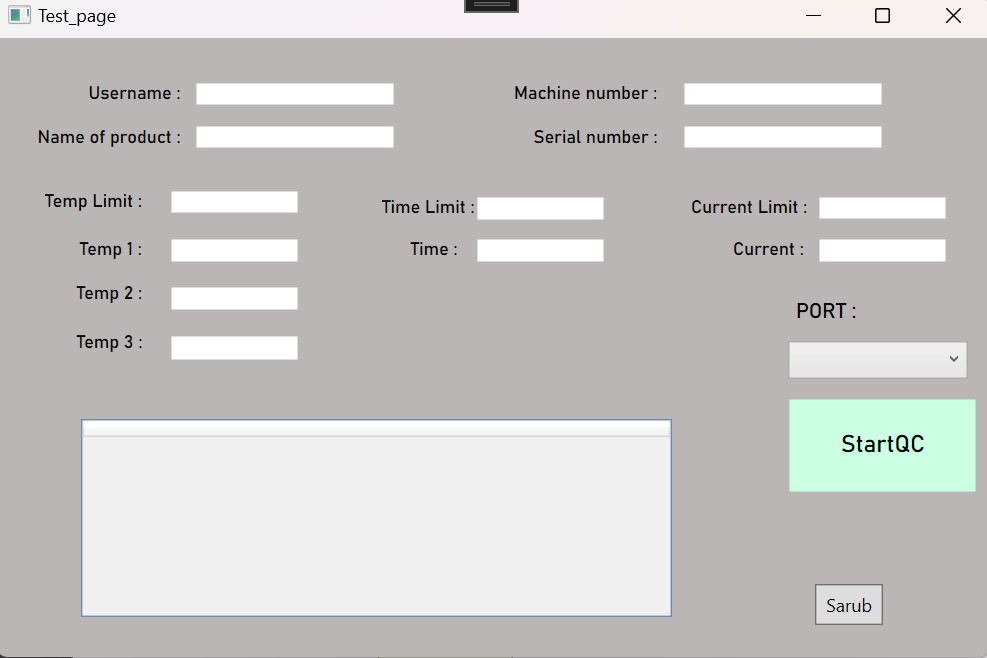 Test_page
Username :
Machine number :
Name of product :
Serial number :
Temp Limit :
Time Limit :
Current Limit :
Temp 1 :
Time :
Current :
Temp 2 :
PORT :
Temp 3 :
StartQC
Sarub